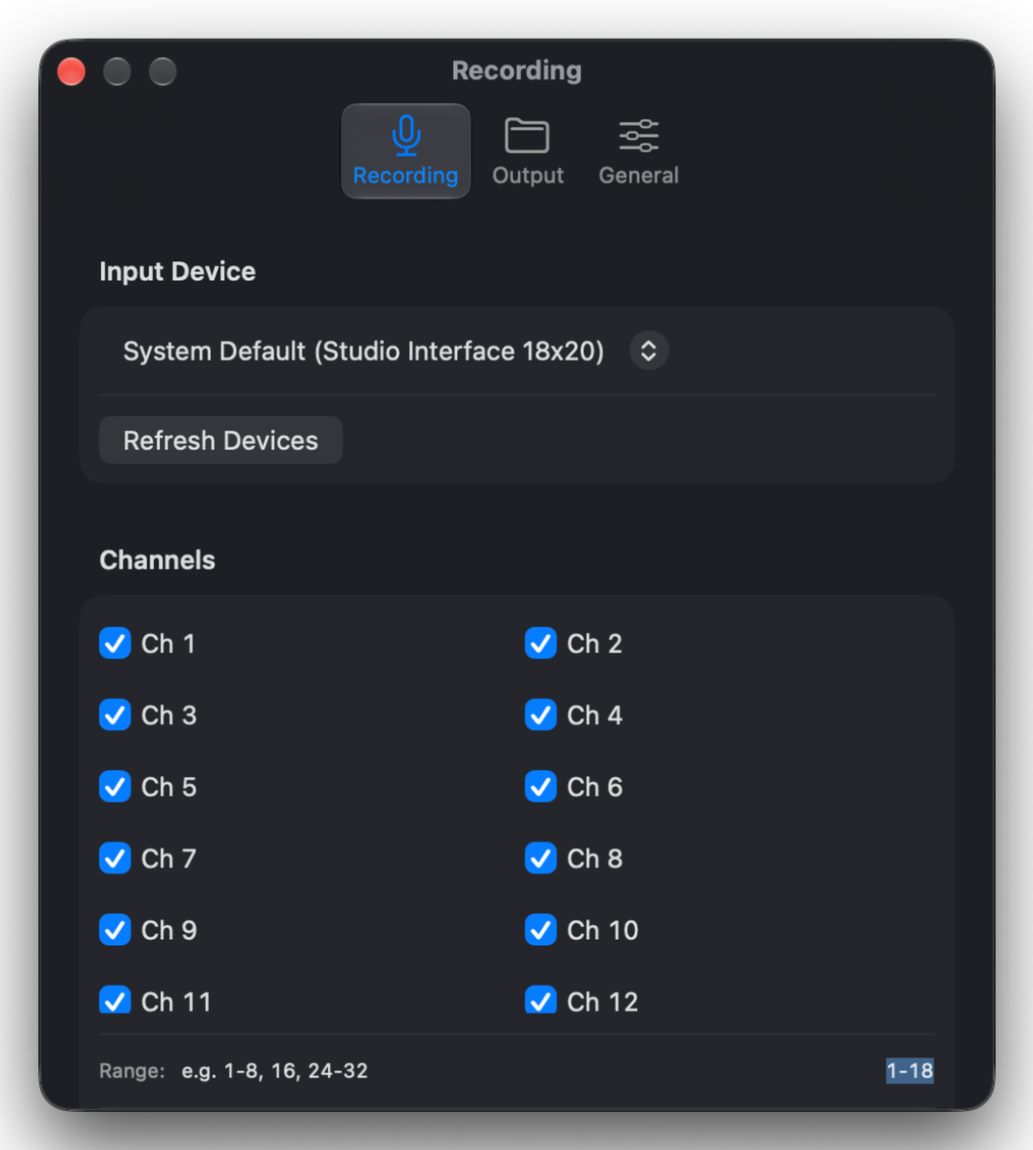 Recording
Recording Output General
Input Device
System Default (Studio Interface 18x20)
Refresh Devices
Channels
Ch 1 Ch 2
Ch 3 Ch 4
Ch 5 Ch 6
Ch 7 Ch 8
Ch 9 Ch 10
Ch 11 Ch 12
Range: e.g. 1-8, 16, 24-32 1-18